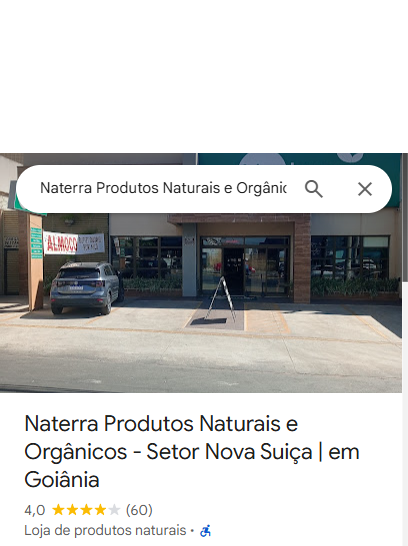 Naterra Produtos Naturais e Orgânic
ALMOÇO
Naterra Produtos Naturais e
Orgânicos - Setor Nova Suiça | em
Goiânia
4,0 (60)
Loja de produtos naturais ·